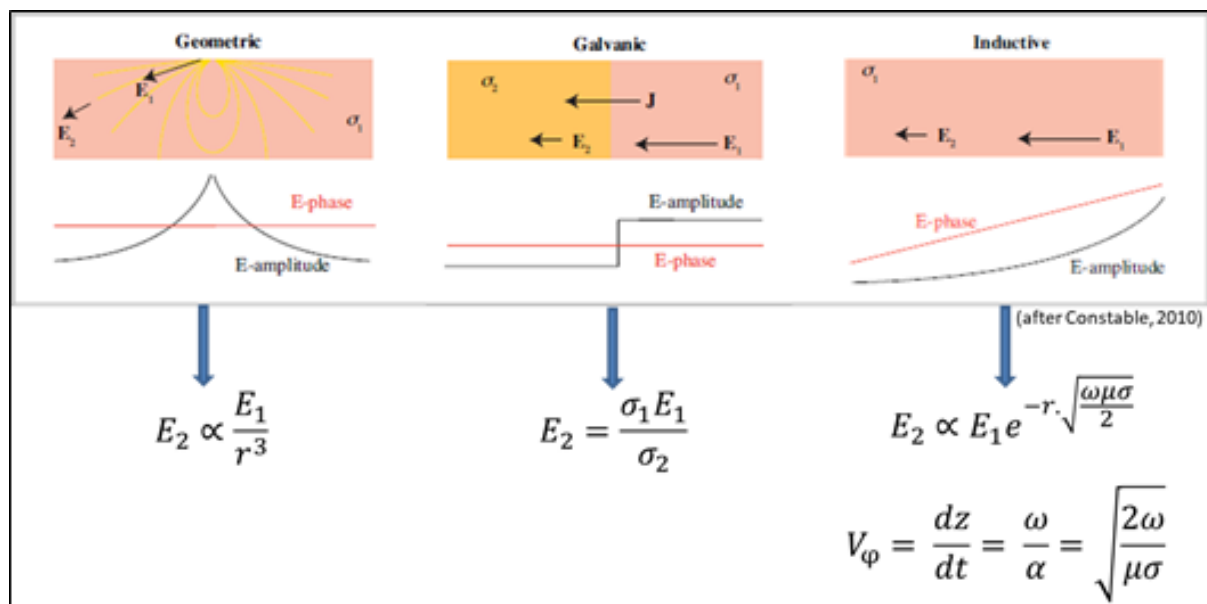 Geometric
E₁
E₂
σ₁
E-phase
E-amplitude
Galvanic
σ₂
σ₁
J
E₂
E₁
E-amplitude
E-phase
Inductive
σ₁
E₂
E₁
E-phase
E-amplitude
(after Constable, 2010)
E₂ ∝ E₁/r³
E₂ = σ₁E₁/σ₂
E₂ ∝ E₁e^(-r.√(ωμσ/2))
V_φ = dz/dt = ω/α = √(2ω/μσ)